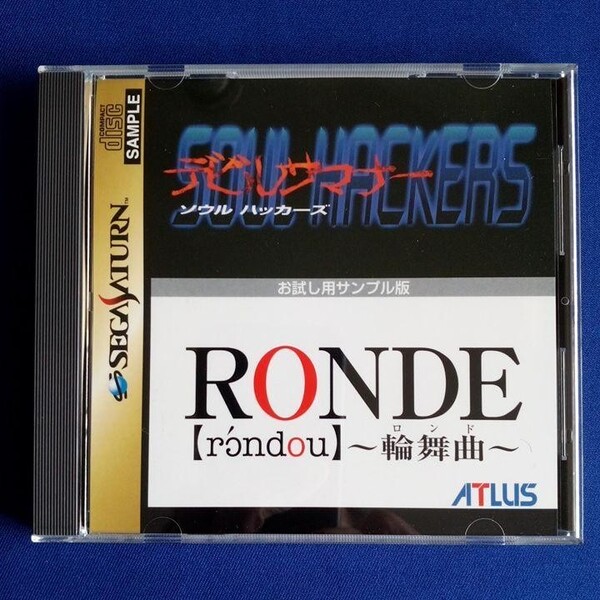 COMPACT
disc
SAMPLE
SEGA SATURN™
SOUL HACKERS
デビルサマナー
ソウル ハッカーズ
お試し用サンプル版
RONDE
ロンド
【rɔ́ndou】～輪舞曲～
ATLUS